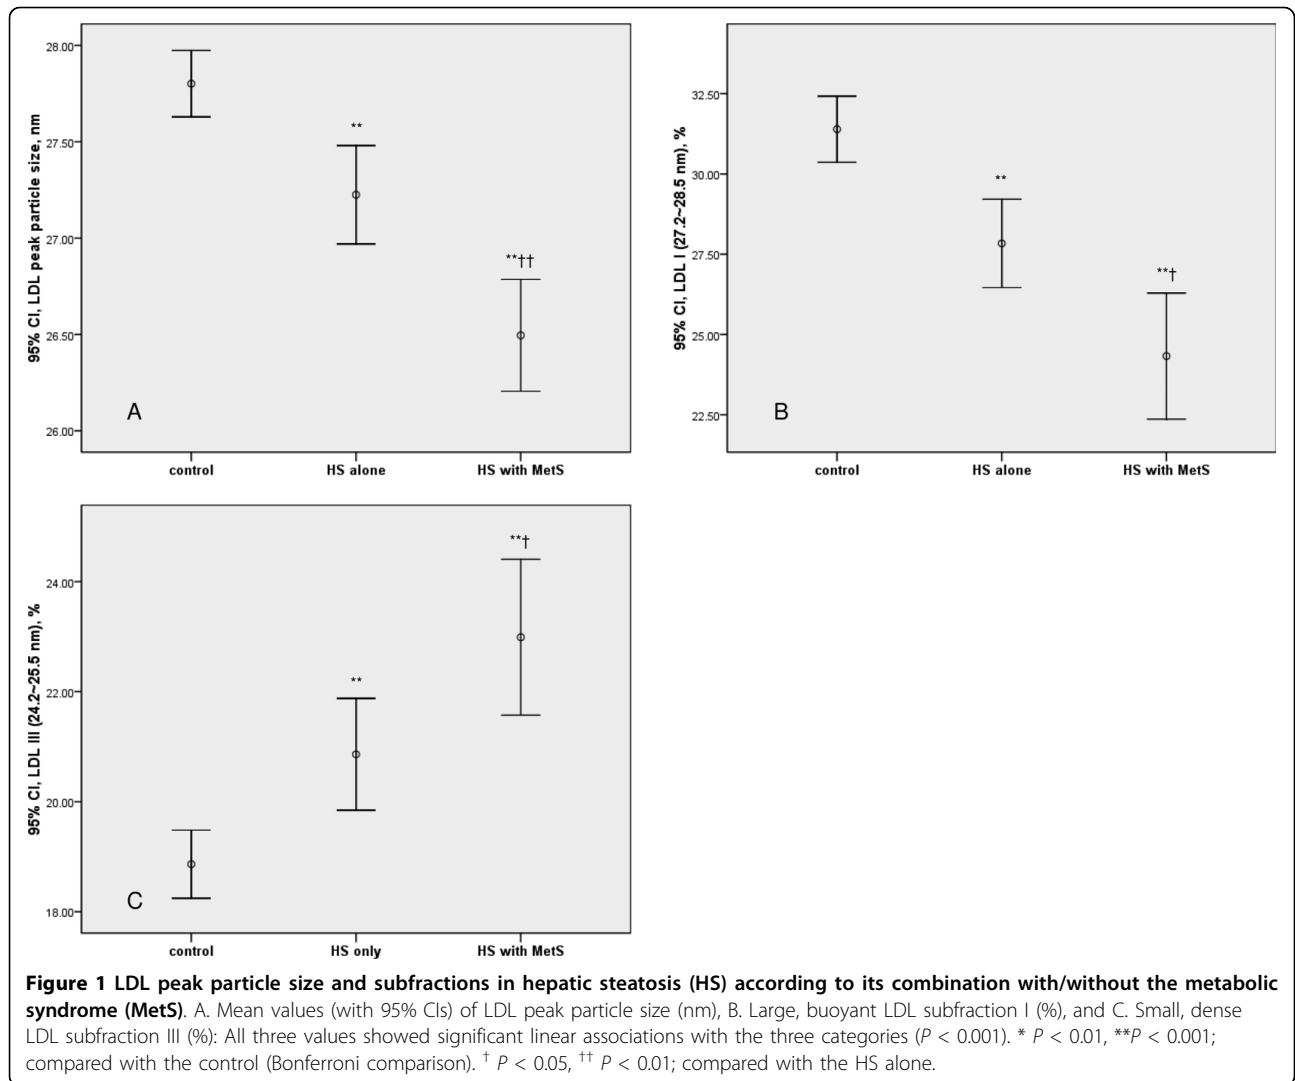 95% CI, LDL peak particle size, nm
28.00
27.50
27.00
26.50
26.00
**
**††
A
control HS alone HS with MetS
95% CI, LDL I (27.2~28.5 nm), %
32.50
30.00
27.50
25.00
22.50
**
**†
B
control HS alone HS with MetS
95% CI, LDL III (24.2~25.5 nm), %
24.00
22.00
20.00
18.00
**†
**
C
control HS only HS with MetS
Figure 1 LDL peak particle size and subfractions in hepatic steatosis (HS) according to its combination with/without the metabolic
syndrome (MetS). A. Mean values (with 95% CIs) of LDL peak particle size (nm), B. Large, buoyant LDL subfraction I (%), and C. Small, dense
LDL subfraction III (%): All three values showed significant linear associations with the three categories (P < 0.001). * P < 0.01, **P < 0.001;
compared with the control (Bonferroni comparison). † P < 0.05, †† P < 0.01; compared with the HS alone.